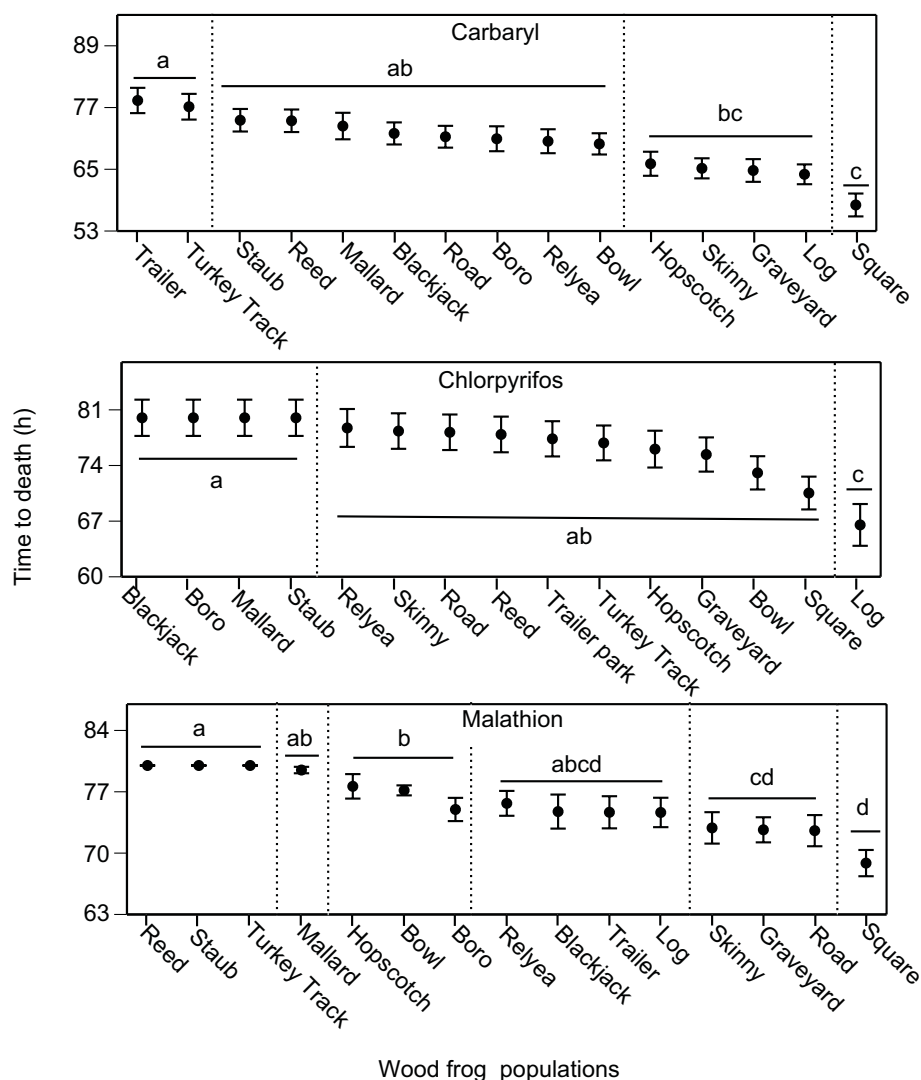 Carbaryl
89
77
65
53
a
ab
bc
c
Trailer
Turkey Track
Staub
Reed
Mallard
Blackjack
Road
Boro
Relyea
Bowl
Hopscotch
Skinny
Graveyard
Log
Square
Time to death (h)
Chlorpyrifos
81
74
67
60
a
ab
c
Blackjack
Boro
Mallard
Staub
Relyea
Skinny
Road
Reed
Trailer park
Turkey Track
Hopscotch
Graveyard
Bowl
Square
Log
Malathion
84
77
70
63
a
ab
b
abcd
cd
d
Reed
Staub
Turkey Track
Mallard
Hopscotch
Bowl
Boro
Relyea
Blackjack
Trailer
Log
Skinny
Graveyard
Road
Square
Wood frog populations